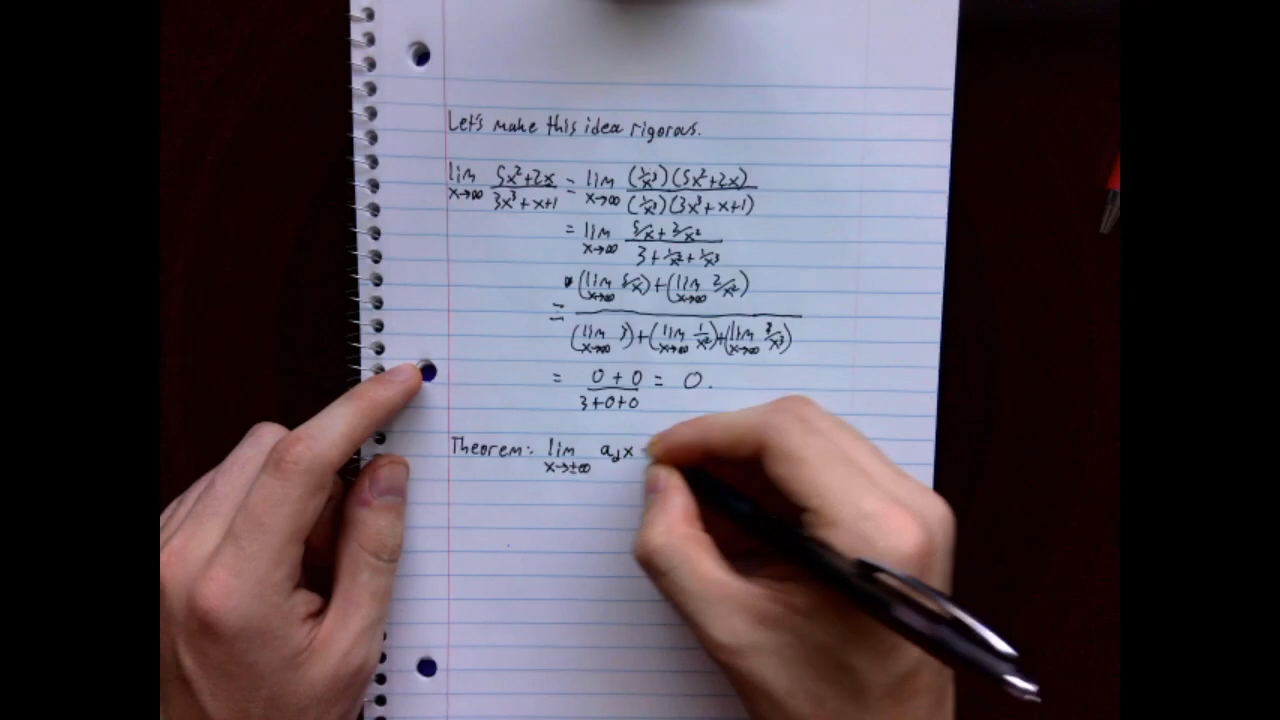 Let's make this idea rigorous.
lim x→∞ (5x²+2x)/(3x³+x+1) = lim x→∞ ((1/x³)(5x²+2x))/((1/x³)(3x³+x+1))
= lim x→∞ (5/x+2/x²)/(3+1/x²+1/x³)
= ((lim x→∞ 5/x)+(lim x→∞ 2/x²))/((lim x→∞ 3)+(lim x→∞ 1/x²)+(lim x→∞ 3/x³))
= (0+0)/(3+0+0) = 0.
Theorem: lim x→±∞ a_d x